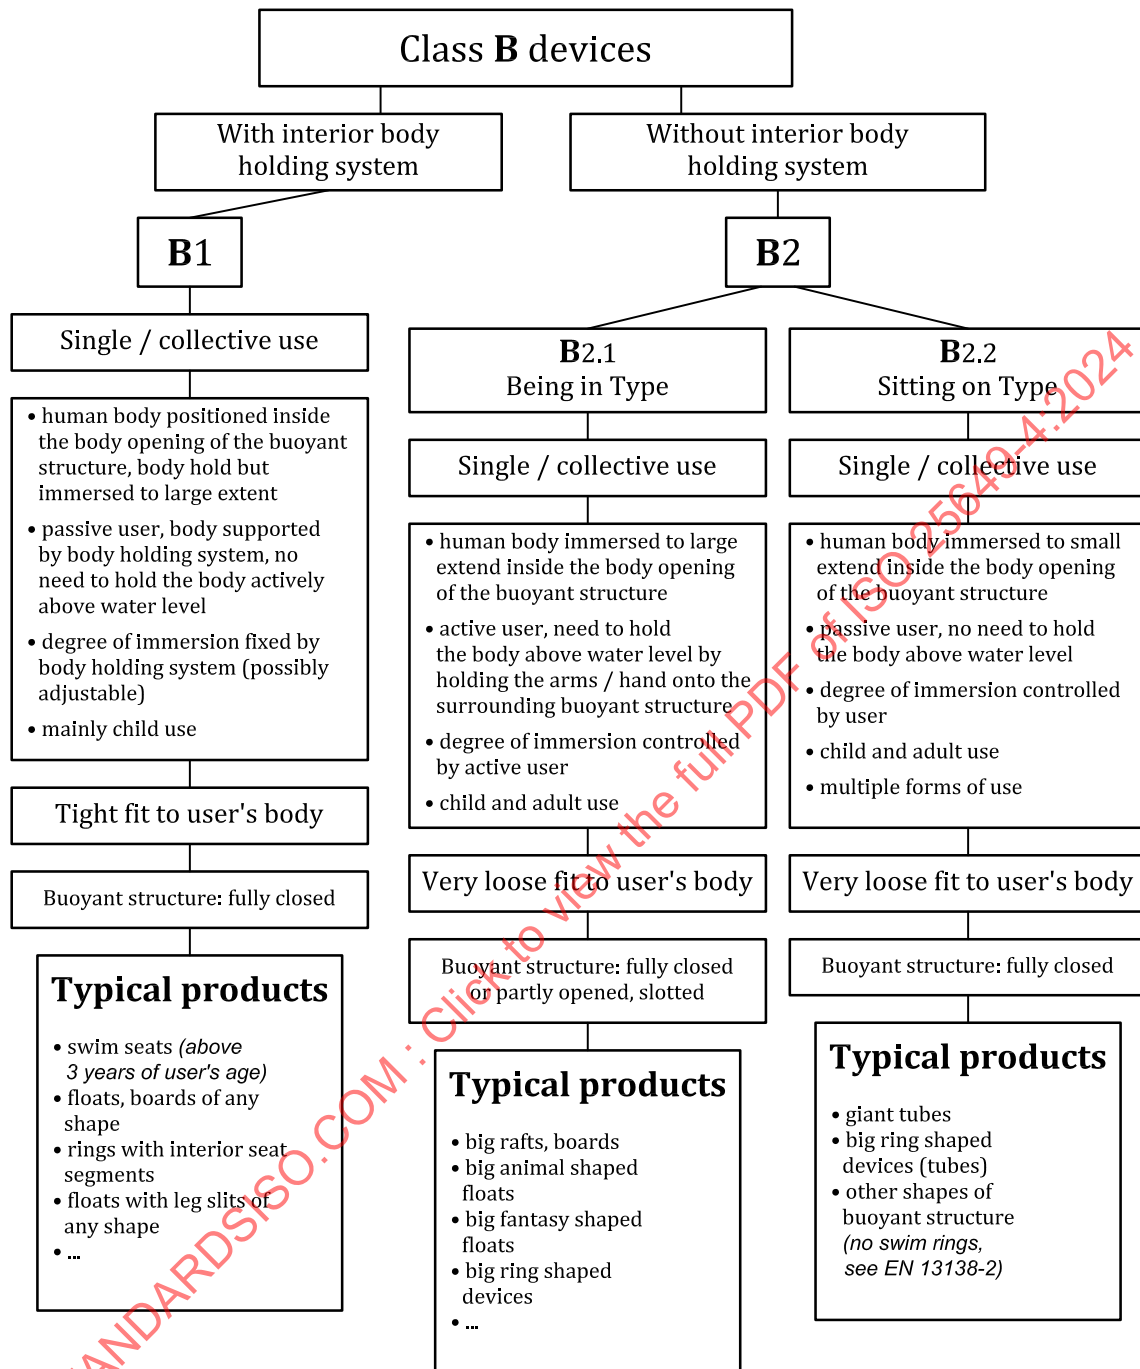 Class B devices
With interior body
holding system
Without interior body
holding system
B1
B2
Single / collective use
• human body positioned inside
the body opening of the buoyant
structure, body hold but
immersed to large extent
• passive user, body supported
by body holding system, no
need to hold the body actively
above water level
• degree of immersion fixed by
body holding system (possibly
adjustable)
• mainly child use
Tight fit to user's body
Buoyant structure: fully closed
Typical products
• swim seats (above
3 years of user's age)
• floats, boards of any
shape
• rings with interior seat
segments
• floats with leg slits of
any shape
• ...
B2.1
Being in Type
Single / collective use
• human body immersed to large
extend inside the body opening
of the buoyant structure
• active user, need to hold
the body above water level by
holding the arms / hand onto the
surrounding buoyant structure
• degree of immersion controlled
by active user
• child and adult use
Very loose fit to user's body
Buoyant structure: fully closed
or partly opened, slotted
Typical products
• big rafts, boards
• big animal shaped
floats
• big fantasy shaped
floats
• big ring shaped
devices
• ...
B2.2
Sitting on Type
Single / collective use
• human body immersed to small
extend inside the body opening
of the buoyant structure
• passive user, no need to hold
the body above water level
• degree of immersion controlled
by user
• child and adult use
• multiple forms of use
Very loose fit to user's body
Buoyant structure: fully closed
Typical products
• giant tubes
• big ring shaped
devices (tubes)
• other shapes of
buoyant structure
(no swim rings,
see EN 13138-2)
ANDARDSISO.COM : Click to view the full PDF of ISO 25649-4:2024